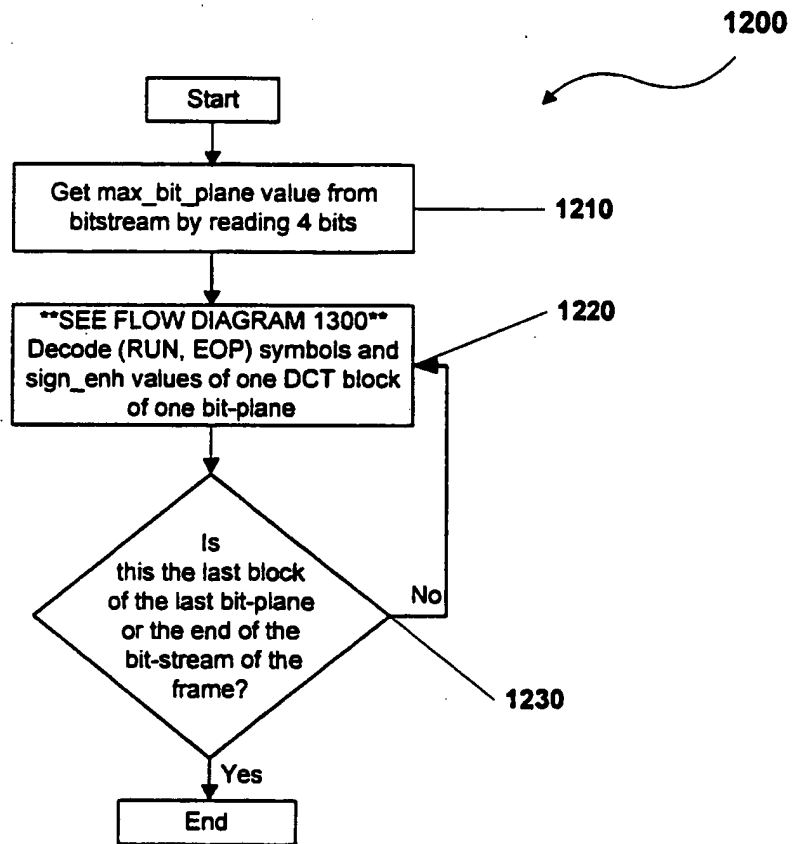 1200
Start
Get max_bit_plane value from
bitstream by reading 4 bits
1210
**SEE FLOW DIAGRAM 1300**
Decode (RUN, EOP) symbols and
sign_enh values of one DCT block
of one bit-plane
1220
Is
this the last block
of the last bit-plane
or the end of the
bit-stream of the
frame?
No
1230
Yes
End